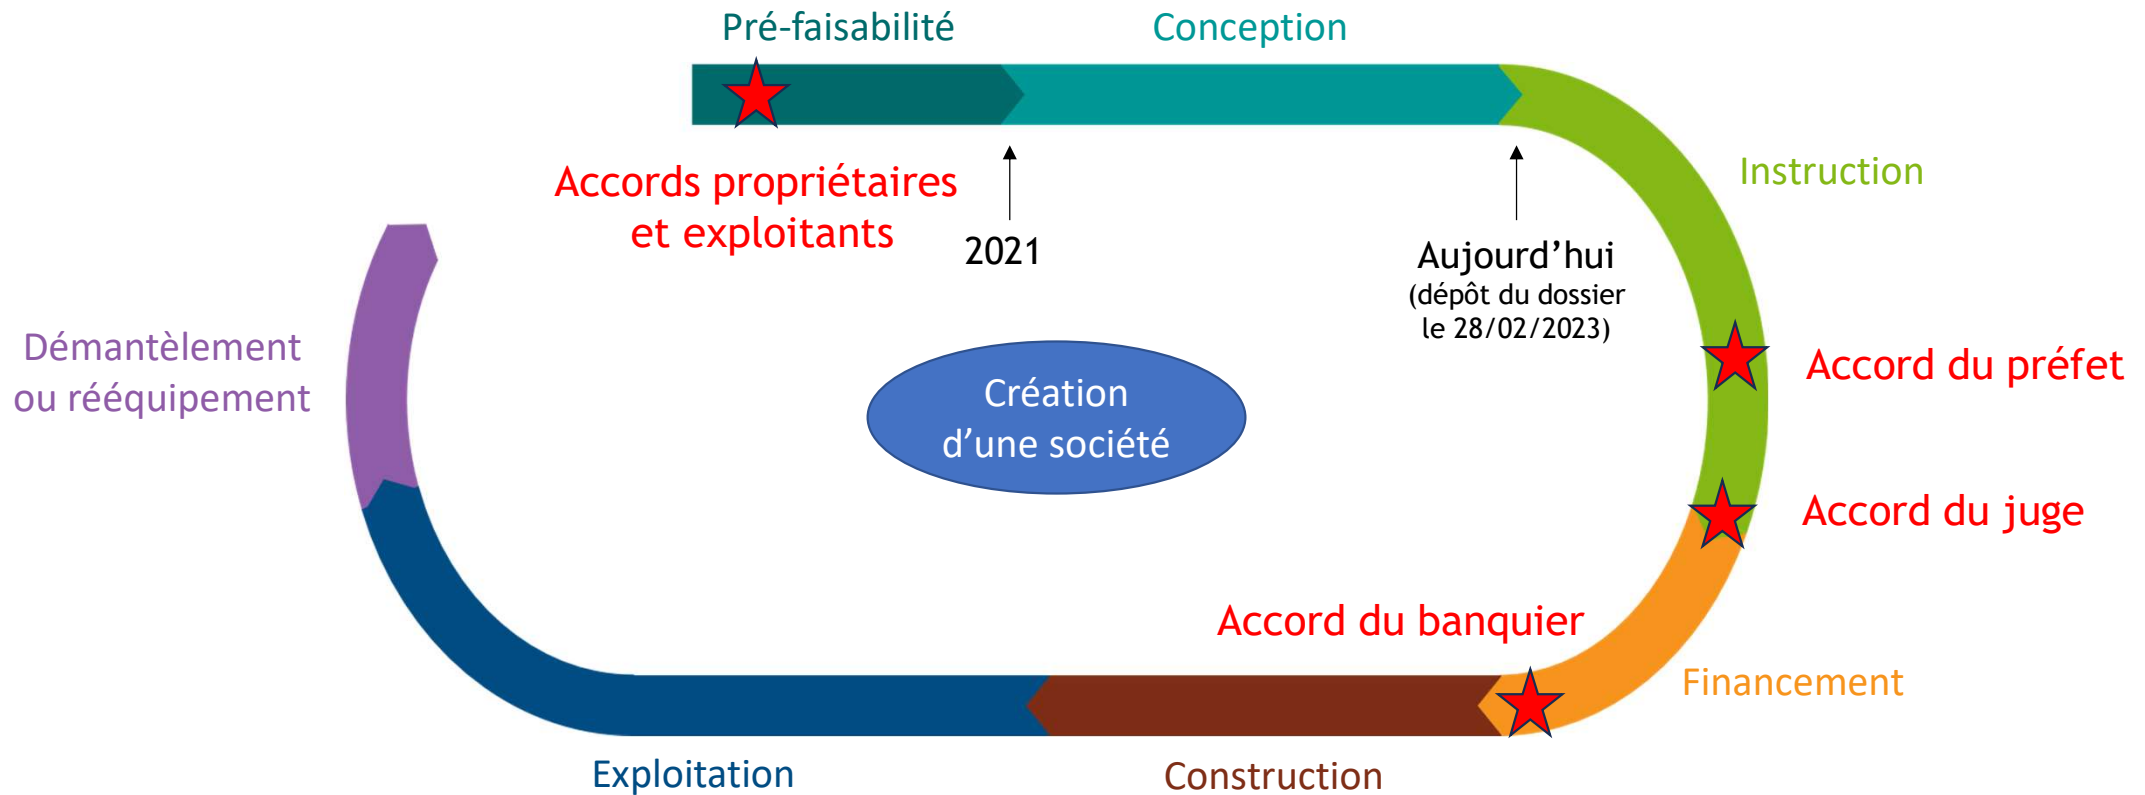 Pré-faisabilité
Conception
Instruction
Accords propriétaires
et exploitants
2021
Aujourd’hui
(dépôt du dossier
le 28/02/2023)
Démantèlement
ou rééquipement
Création
d’une société
Accord du préfet
Accord du juge
Accord du banquier
Financement
Exploitation
Construction